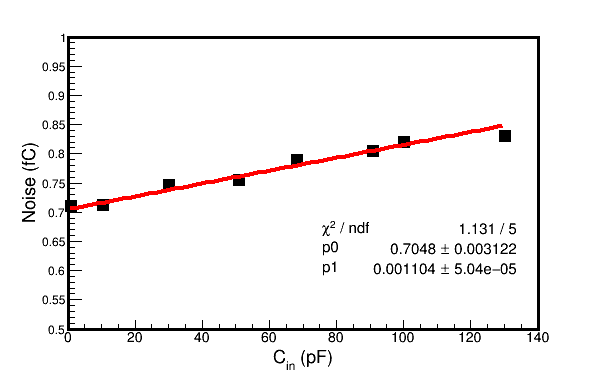 1
0.95
0.9
0.85
0.8
0.75
0.7
0.65
0.6
0.55
0.5
Noise (fC)
χ² / ndf 1.131 / 5
p0 0.7048 ± 0.003122
p1 0.001104 ± 5.04e−05
0 20 40 60 80 100 120 140
C_in (pF)